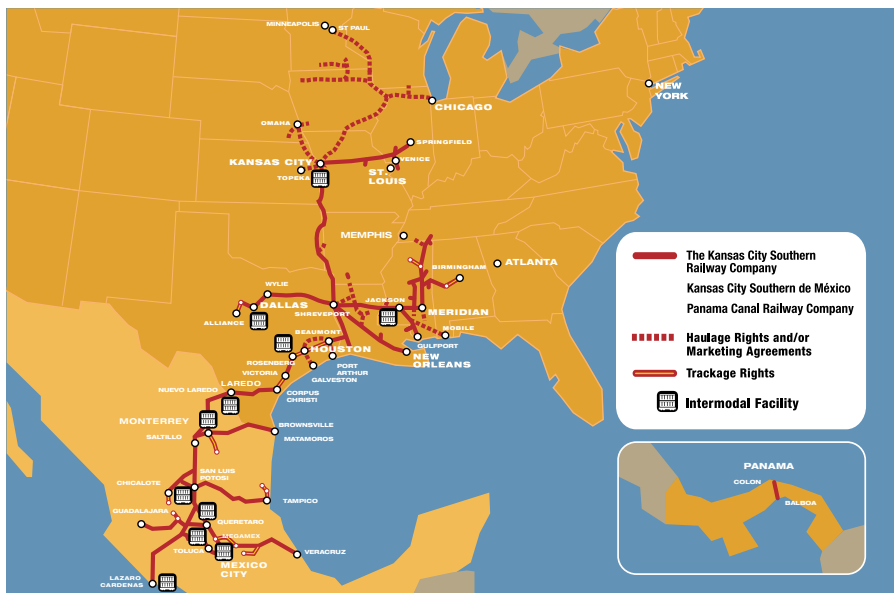 MINNEAPOLIS
ST PAUL
CHICAGO
NEW
YORK
OMAHA
SPRINGFIELD
KANSAS CITY
VENICE
TOPEKA
ST.
LOUIS
MEMPHIS
ATLANTA
BIRMINGHAM
WYLIE
DALLAS
JACKSON
MERIDIAN
ALLIANCE
SHREVEPORT
BEAUMONT
MOBILE
HOUSTON
GULFPORT
NEW
ORLEANS
ROSENBERG
PORT
ARTHUR
VICTORIA
GALVESTON
LAREDO
NUEVO LAREDO
CORPUS
CHRISTI
MONTERREY
BROWNSVILLE
SALTILLO
MATAMOROS
SAN LUIS
POTOSI
CHICALOTE
TAMPICO
GUADALAJARA
QUERETARO
MEGAMEX
TOLUCA
VERACRUZ
MEXICO
CITY
LAZARO
CARDENAS
The Kansas City Southern
Railway Company
Kansas City Southern de México
Panama Canal Railway Company
Haulage Rights and/or
Marketing Agreements
Trackage Rights
Intermodal Facility
PANAMA
COLON
BALBOA